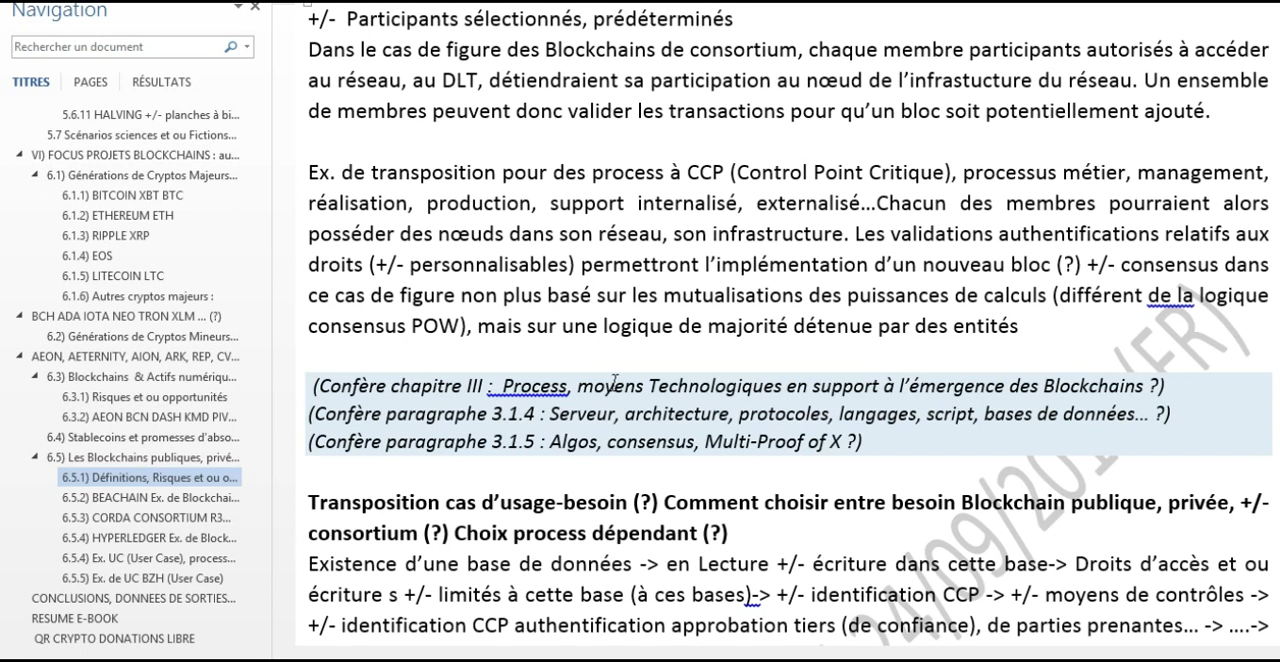 Navigation
Rechercher un document
TITRES PAGES RÉSULTATS
5.6.11 HALVING +/- planches à bi...
5.7 Scénarios sciences et ou Fictions...
VI) FOCUS PROJETS BLOCKCHAINS : au...
6.1) Générations de Cryptos Majeurs...
6.1.1) BITCOIN XBT BTC
6.1.2) ETHEREUM ETH
6.1.3) RIPPLE XRP
6.1.4) EOS
6.1.5) LITECOIN LTC
6.1.6) Autres cryptos majeurs :
BCH ADA IOTA NEO TRON XLM ... (?)
6.2) Générations de Cryptos Mineurs...
AEON, AETERNITY, AION, ARK, REP, CV...
6.3) Blockchains & Actifs numériqu...
6.3.1) Risques et ou opportunités
6.3.2) AEON BCN DASH KMD PIV...
6.4) Stablecoins et promesses d'abso...
6.5) Les Blockchains publiques, privé...
6.5.1) Définitions, Risques et ou o...
6.5.2) BEACHAIN Ex. de Blockchai...
6.5.3) CORDA CONSORTIUM R3...
6.5.4) HYPERLEDGER Ex. de Block...
6.5.4) Ex. UC (User Case), process...
6.5.5) Ex. de UC BZH (User Case)
CONCLUSIONS, DONNEES DE SORTIES...
RESUME E-BOOK
QR CRYPTO DONATIONS LIBRE
+/- Participants sélectionnés, prédéterminés
Dans le cas de figure des Blockchains de consortium, chaque membre participants autorisés à accéder
au réseau, au DLT, détiendraient sa participation au nœud de l'infrastucture du réseau. Un ensemble
de membres peuvent donc valider les transactions pour qu'un bloc soit potentiellement ajouté.
Ex. de transposition pour des process à CCP (Control Point Critique), processus métier, management,
réalisation, production, support internalisé, externalisé...Chacun des membres pourraient alors
posséder des nœuds dans son réseau, son infrastructure. Les validations authentifications relatifs aux
droits (+/- personnalisables) permettront l'implémentation d'un nouveau bloc (?) +/- consensus dans
ce cas de figure non plus basé sur les mutualisations des puissances de calculs (différent de la logique
consensus POW), mais sur une logique de majorité détenue par des entités
(Confère chapitre III : Process, moyens Technologiques en support à l'émergence des Blockchains ?)
(Confère paragraphe 3.1.4 : Serveur, architecture, protocoles, langages, script, bases de données... ?)
(Confère paragraphe 3.1.5 : Algos, consensus, Multi-Proof of X ?)
Transposition cas d'usage-besoin (?) Comment choisir entre besoin Blockchain publique, privée, +/-
consortium (?) Choix process dépendant (?)
Existence d'une base de données -> en Lecture +/- écriture dans cette base-> Droits d'accès et ou
écriture s +/- limités à cette base (à ces bases)-> +/- identification CCP -> +/- moyens de contrôles ->
+/- identification CCP authentification approbation tiers (de confiance), de parties prenantes... -> ....->